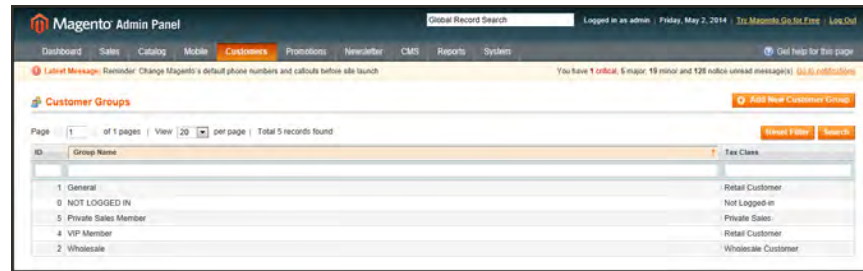 Magento Admin Panel
Global Record Search
Logged in as admin | Friday, May 2, 2014 | Try Magento Go for Free | Log Out
Dashboard Sales Catalog Mobile Customers Promotions Newsletter CMS Reports System
Get help for this page
Latest Message: Reminder: Change Magento's default phone numbers and callouts before site launch
You have 1 critical, 5 major, 19 minor and 128 notice unread message(s). Go to notifications
Customer Groups
Add New Customer Group
Page 1 of 1 pages | View 20 per page | Total 5 records found
Reset Filter Search
ID Group Name Tax Class
1 General Retail Customer
0 NOT LOGGED IN Not Logged-in
5 Private Sales Member Private Sales
4 VIP Member Retail Customer
2 Wholesale Wholesale Customer